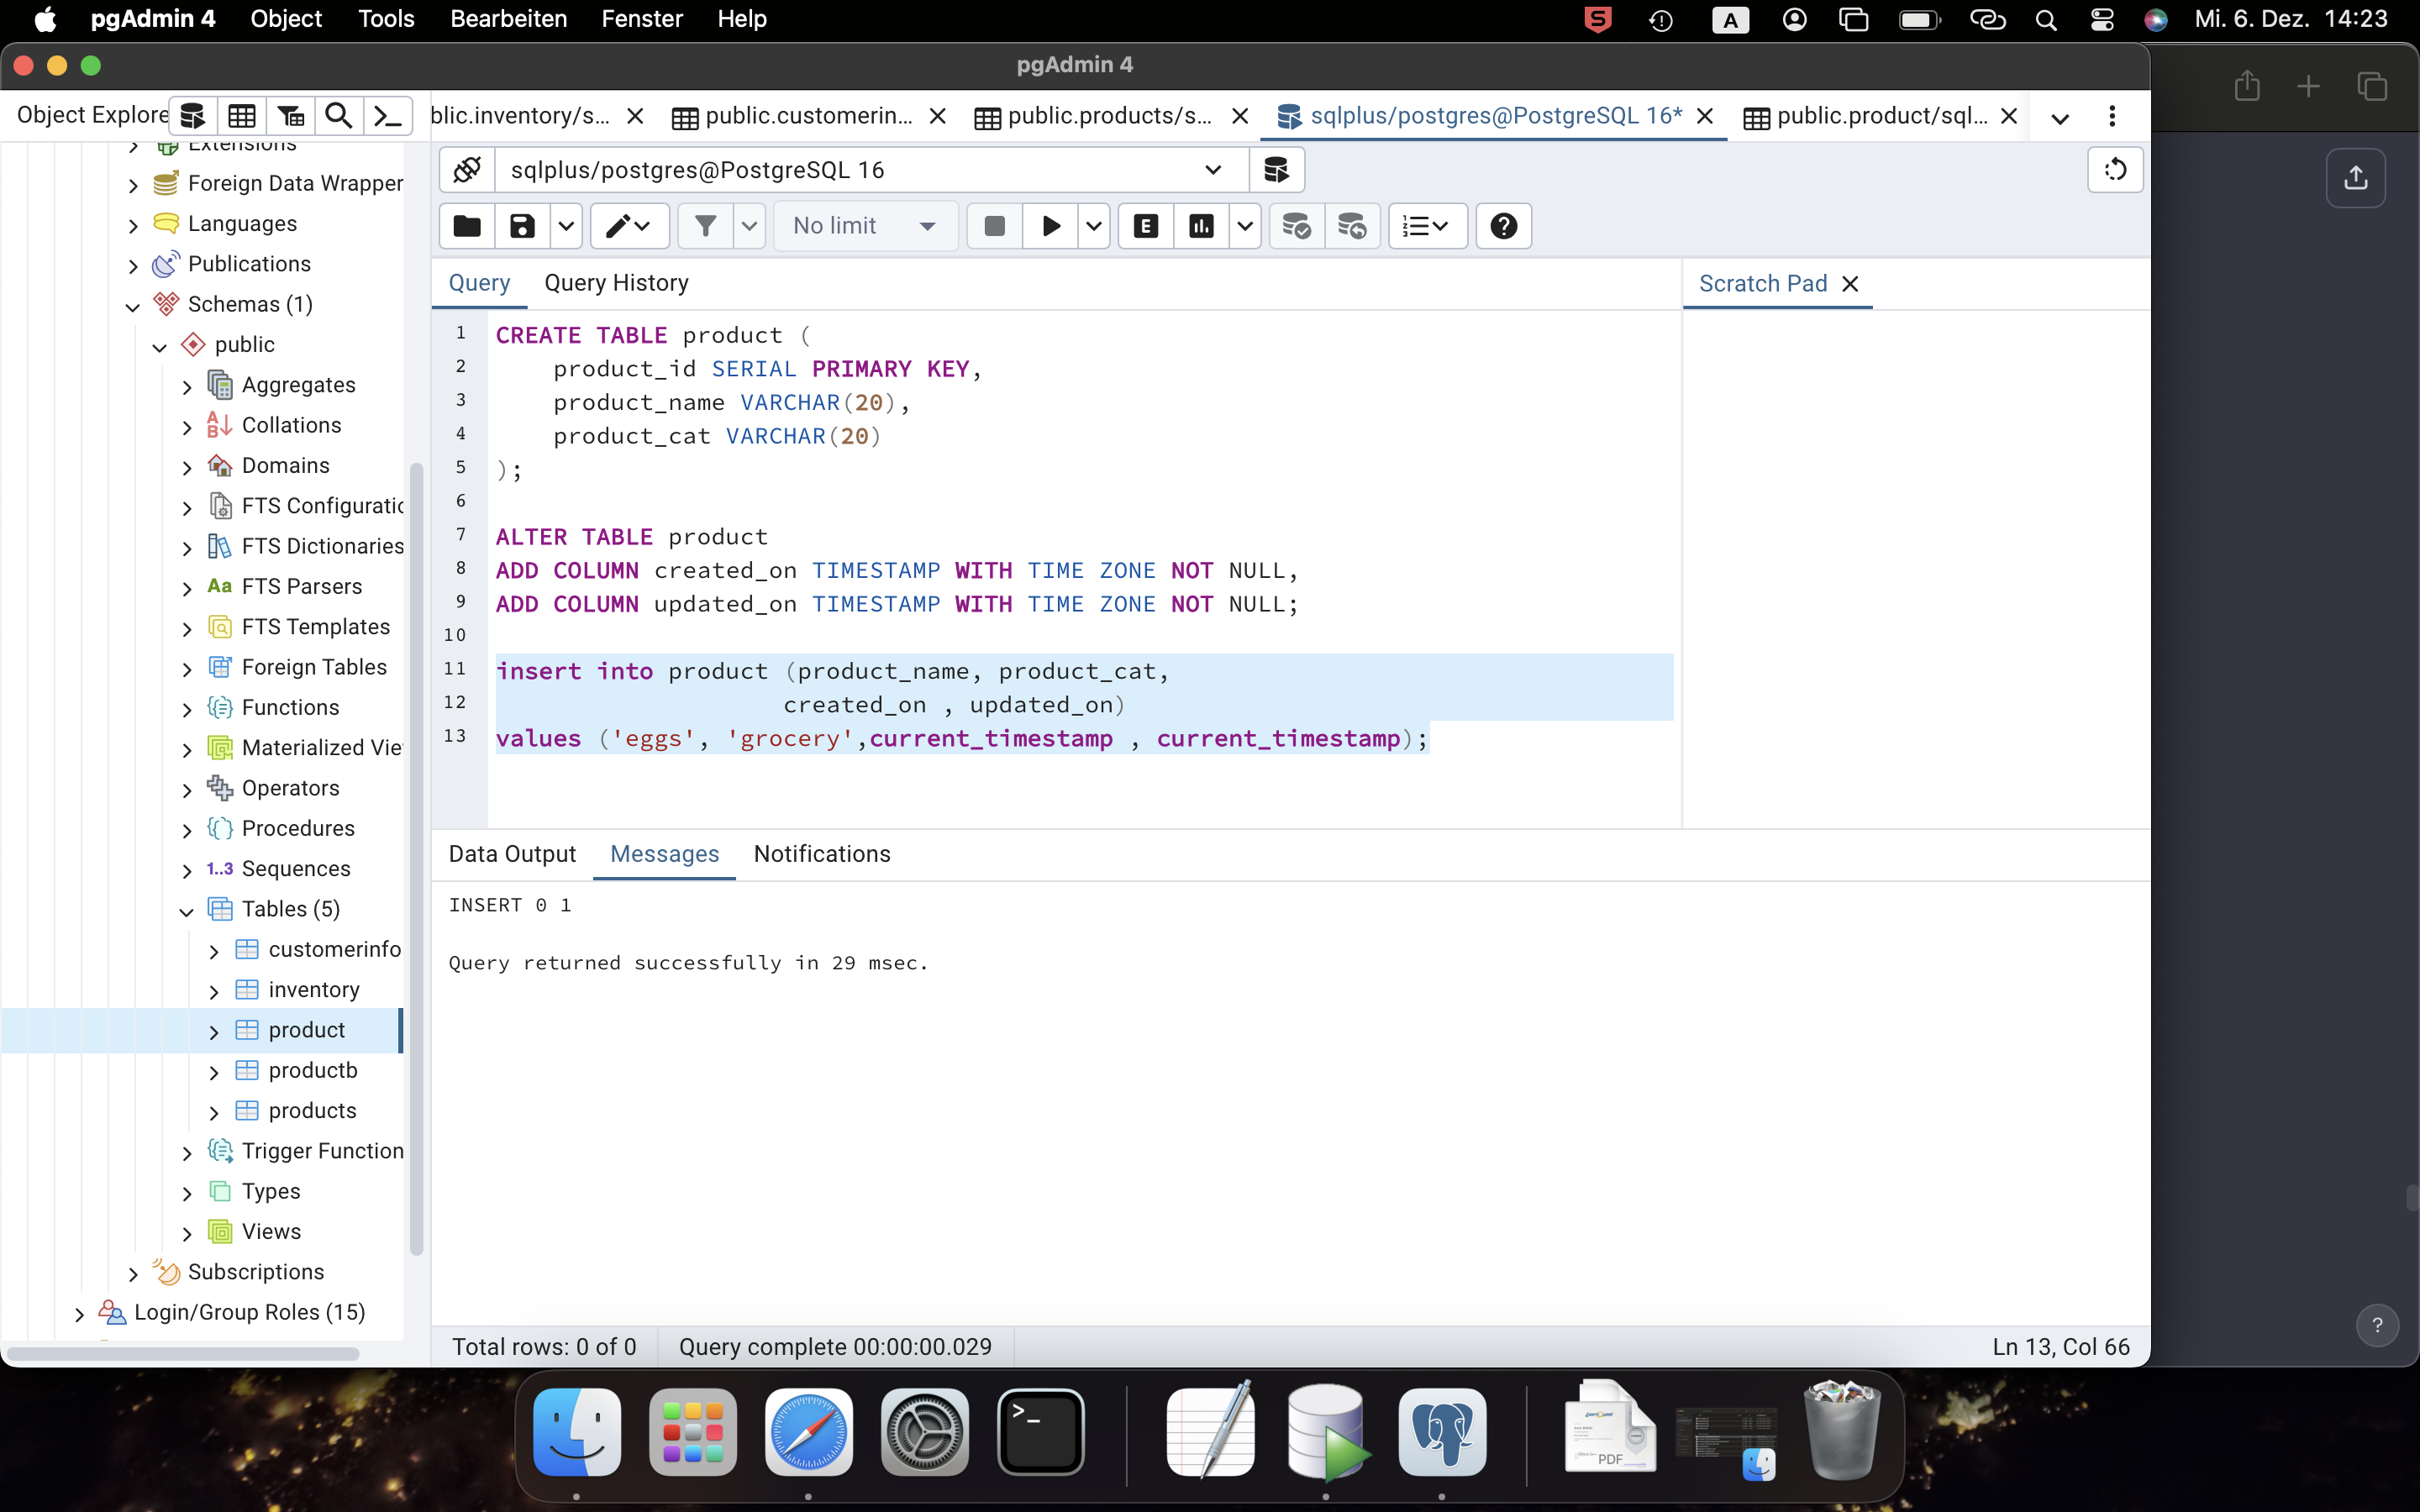 pgAdmin 4 Object Tools Bearbeiten Fenster Help
A
Mi. 6. Dez. 14:23
pgAdmin 4
Object Explore
blic.inventory/s...
public.customerin...
public.products/s...
sqlplus/postgres@PostgreSQL 16*
public.product/sql...
sqlplus/postgres@PostgreSQL 16
No limit
E
Extensions
Foreign Data Wrapper
Languages
Publications
Schemas (1)
public
Aggregates
Collations
Domains
FTS Configuratio
FTS Dictionaries
Aa FTS Parsers
FTS Templates
Foreign Tables
Functions
Materialized Vie
Operators
Procedures
1..3 Sequences
Tables (5)
customerinfo
inventory
product
productb
products
Trigger Function
Types
Views
Subscriptions
Login/Group Roles (15)
Query Query History
Scratch Pad
1 CREATE TABLE product (
2 product_id SERIAL PRIMARY KEY,
3 product_name VARCHAR(20),
4 product_cat VARCHAR(20)
5 );
6
7 ALTER TABLE product
8 ADD COLUMN created_on TIMESTAMP WITH TIME ZONE NOT NULL,
9 ADD COLUMN updated_on TIMESTAMP WITH TIME ZONE NOT NULL;
10
11 insert into product (product_name, product_cat,
12 created_on , updated_on)
13 values ('eggs', 'grocery',current_timestamp , current_timestamp);
Data Output Messages Notifications
INSERT 0 1
Query returned successfully in 29 msec.
Total rows: 0 of 0 Query complete 00:00:00.029
Ln 13, Col 66
?
>_
PDF